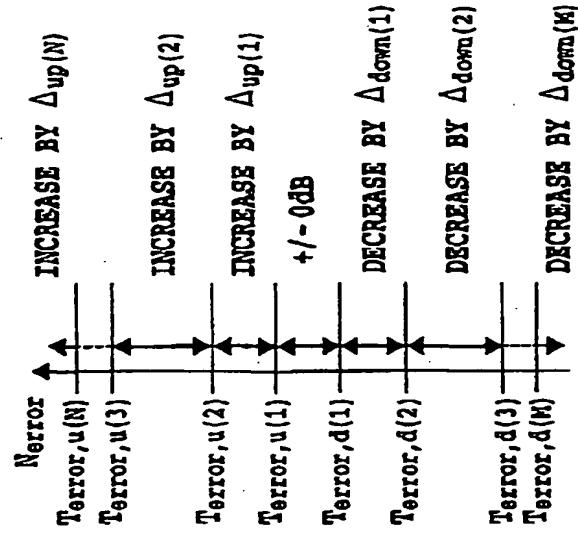 Nerror
Terror,u(N)
Terror,u(3)
Terror,u(2)
Terror,u(1)
Terror,d(1)
Terror,d(2)
Terror,d(3)
Terror,d(M)
INCREASE BY Δup(N)
INCREASE BY Δup(2)
INCREASE BY Δup(1)
+/-0dB
DECREASE BY Δdown(1)
DECREASE BY Δdown(2)
DECREASE BY Δdown(M)